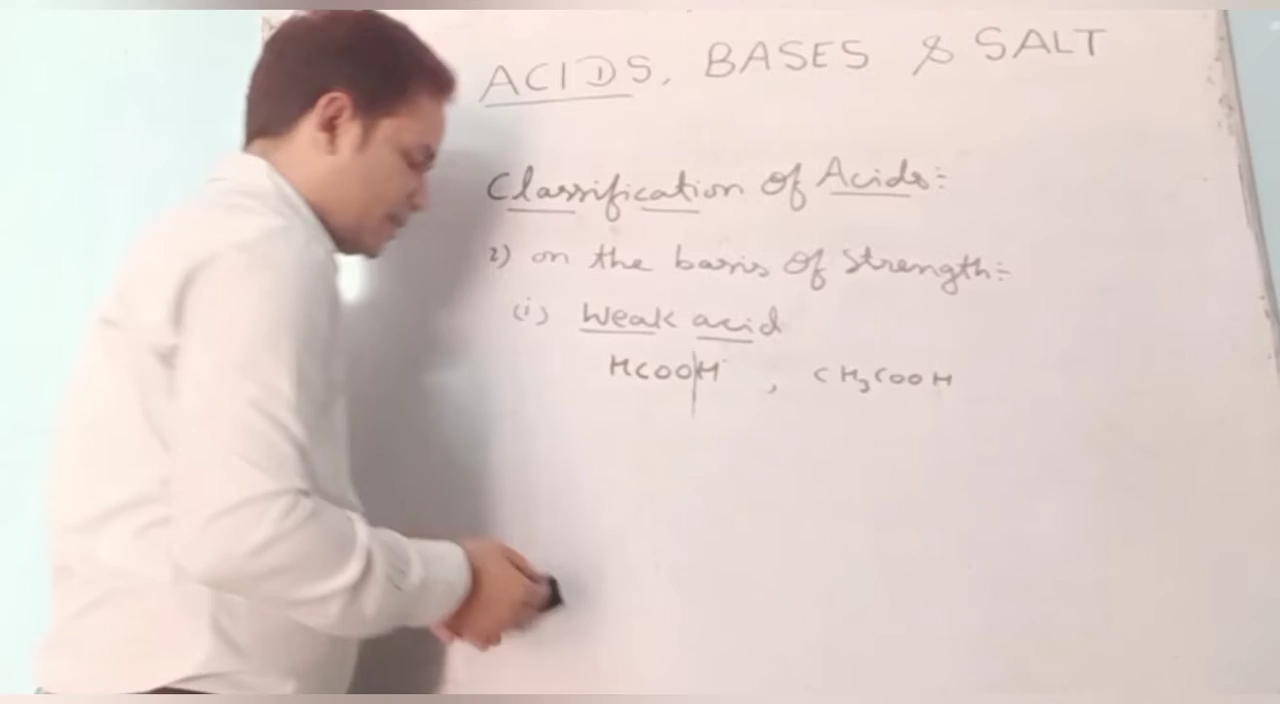 ACIDS, BASES & SALT
Classification of Acids:
2) on the basis of Strength:
(i) Weak acid
HCOOH , CH₃COOH